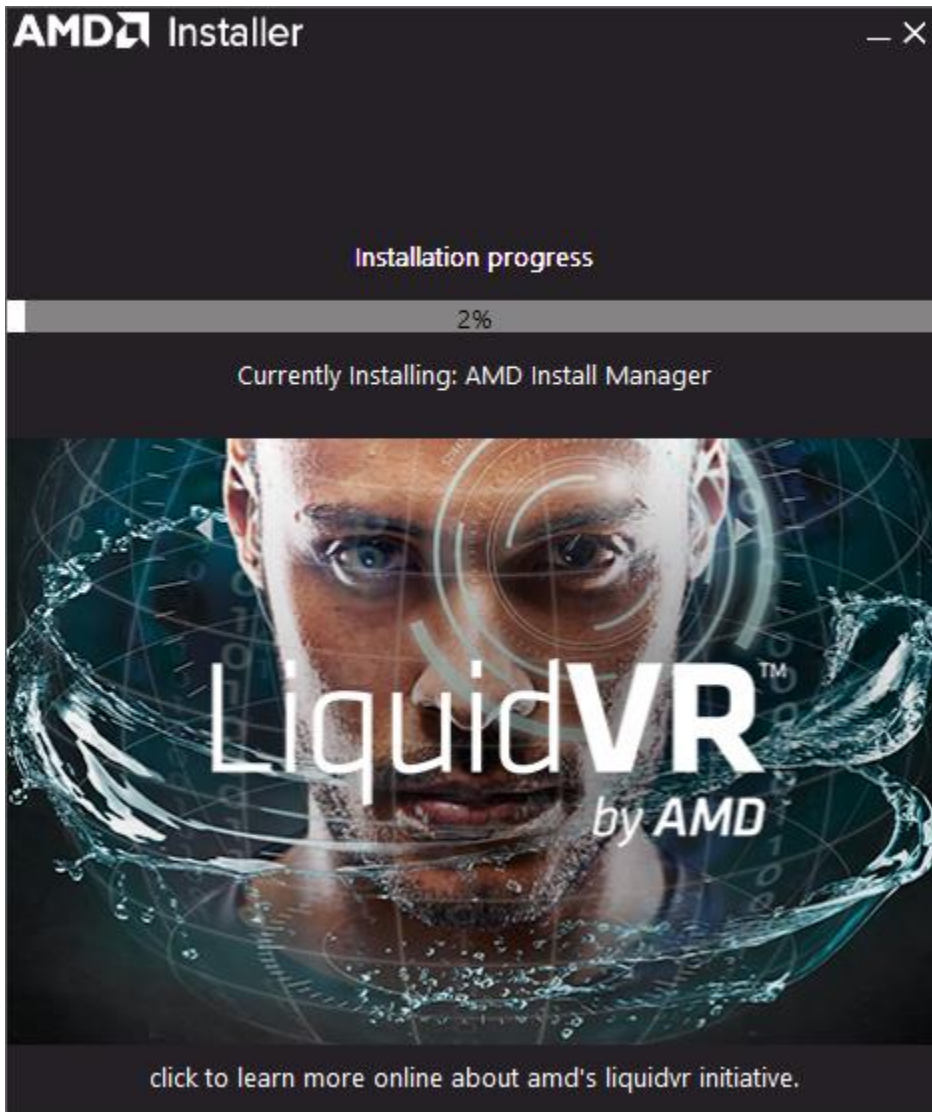 AMD Installer
Installation progress
2%
Currently Installing: AMD Install Manager
LiquidVR™
by AMD
click to learn more online about amd's liquidvr initiative.